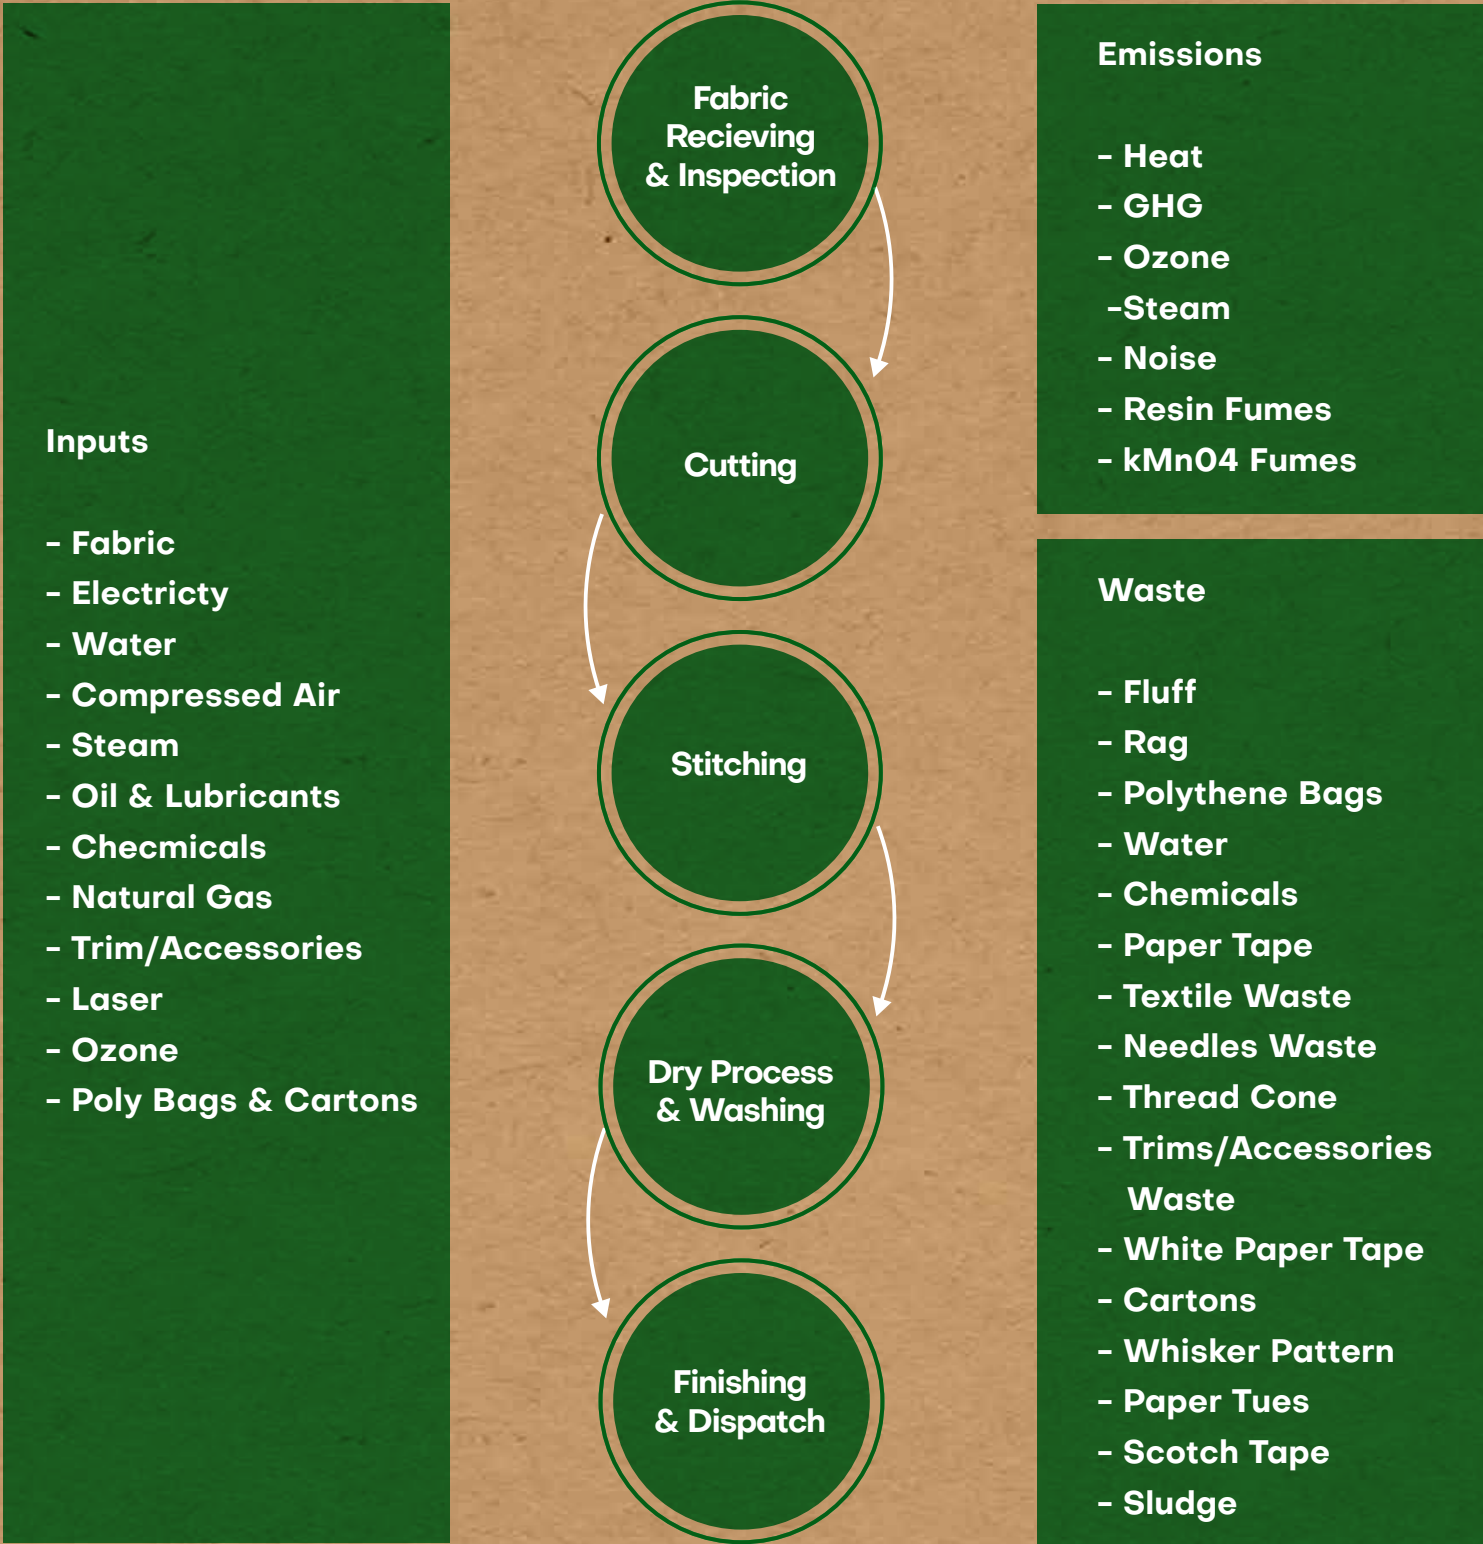 Inputs
- Fabric
- Electricty
- Water
- Compressed Air
- Steam
- Oil & Lubricants
- Checmicals
- Natural Gas
- Trim/Accessories
- Laser
- Ozone
- Poly Bags & Cartons
Fabric
Recieving
& Inspection
Cutting
Stitching
Dry Process
& Washing
Finishing
& Dispatch
Emissions
- Heat
- GHG
- Ozone
-Steam
- Noise
- Resin Fumes
- kMn04 Fumes
Waste
- Fluff
- Rag
- Polythene Bags
- Water
- Chemicals
- Paper Tape
- Textile Waste
- Needles Waste
- Thread Cone
- Trims/Accessories
Waste
- White Paper Tape
- Cartons
- Whisker Pattern
- Paper Tues
- Scotch Tape
- Sludge